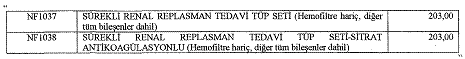 "
NF1037 SÜREKLİ RENAL REPLASMAN TEDAVİ TÜP SETİ (Hemofiltre hariç, diğer 203,00
tüm bileşenler dahil)
NF1038 SÜREKLİ RENAL REPLASMAN TEDAVİ TÜP SETİ-SİTRAT 203,00
ANTİKOAGÜLASYONLU (Hemofiltre hariç, diğer tüm bileşenler dahil)
"